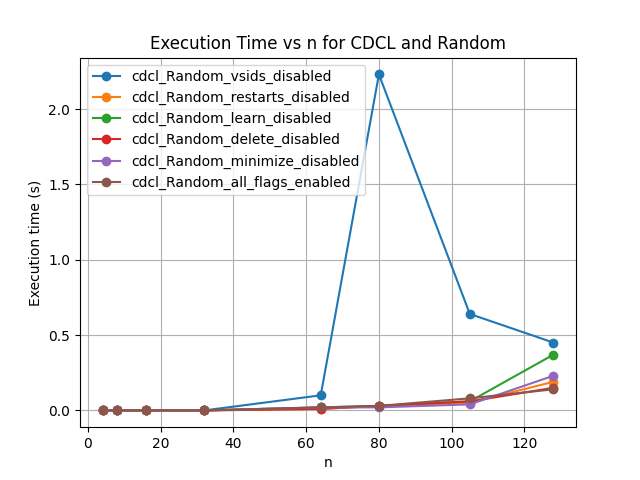 Execution Time vs n for CDCL and Random
cdcl_Random_vsids_disabled
cdcl_Random_restarts_disabled
cdcl_Random_learn_disabled
cdcl_Random_delete_disabled
cdcl_Random_minimize_disabled
cdcl_Random_all_flags_enabled
Execution time (s)
2.0
1.5
1.0
0.5
0.0
0 20 40 60 80 100 120
n